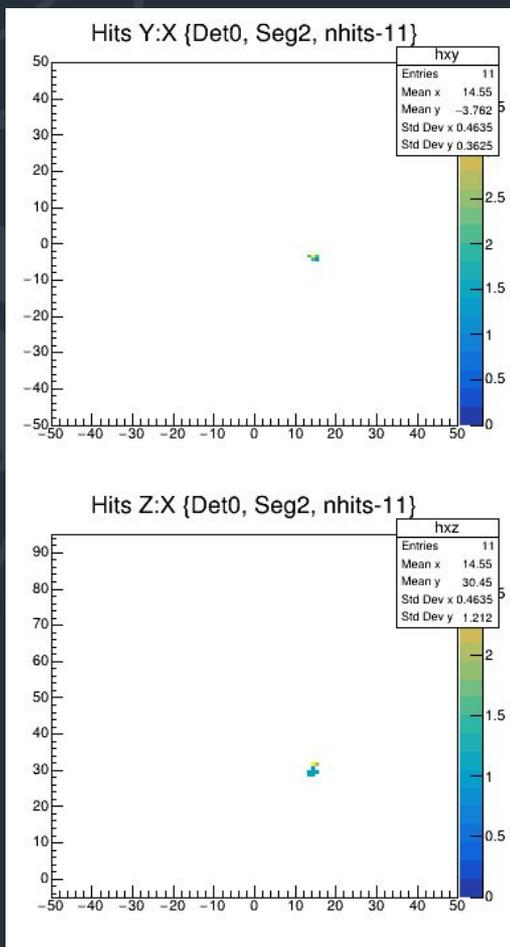 Hits Y:X {Det0, Seg2, nhits-11}
hxy
Entries 11
Mean x 14.55
Mean y −3.762
Std Dev x 0.4635
Std Dev y 0.3625
50
40
30
20
10
0
−10
−20
−30
−40
−50
−50 −40 −30 −20 −10 0 10 20 30 40 50
5
2.5
2
1.5
1
0.5
0
Hits Z:X {Det0, Seg2, nhits-11}
hxz
Entries 11
Mean x 14.55
Mean y 30.45
Std Dev x 0.4635
Std Dev y 1.212
90
80
70
60
50
40
30
20
10
0
−50 −40 −30 −20 −10 0 10 20 30 40 50
5
2
1.5
1
0.5
0